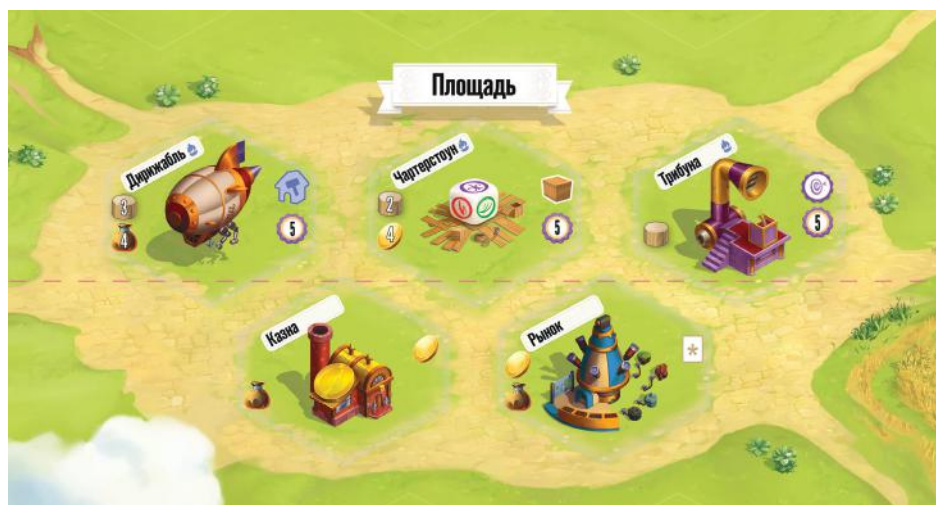 Площадь
Дирижабль
3
4
5
Чартерстоун
2
4
5
Трибуна
5
Казна
Рынок
*